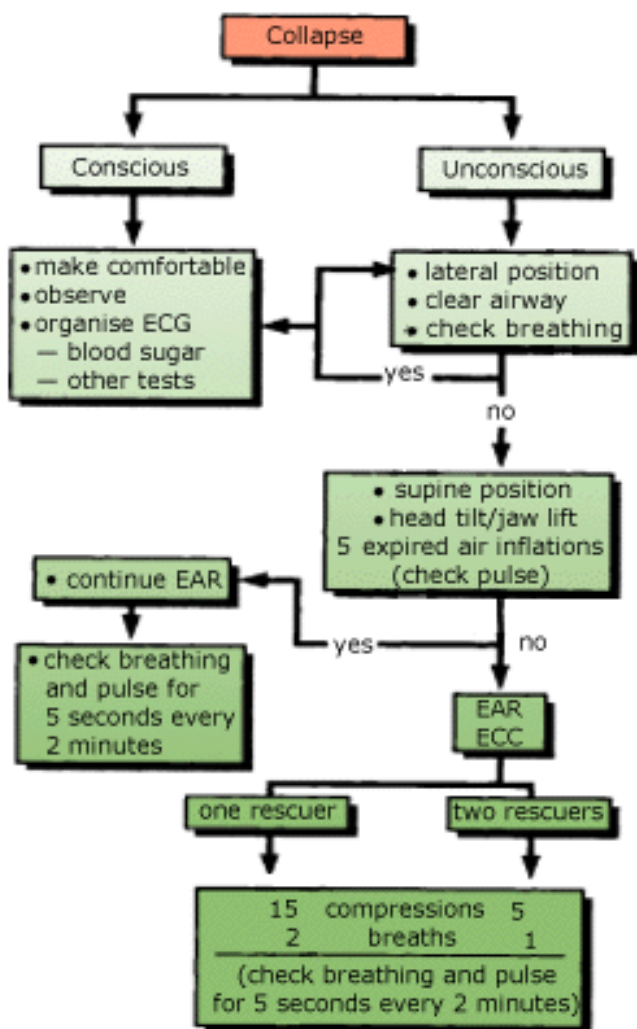 Collapse
Conscious
Unconscious
• make comfortable
• observe
• organise ECG
— blood sugar
— other tests
• lateral position
• clear airway
• check breathing
yes
no
• supine position
• head tilt/jaw lift
5 expired air inflations
(check pulse)
• continue EAR
yes
no
• check breathing
and pulse for
5 seconds every
2 minutes
EAR
ECC
one rescuer
two rescuers
15 compressions 5
2 breaths 1
(check breathing and pulse
for 5 seconds every 2 minutes)